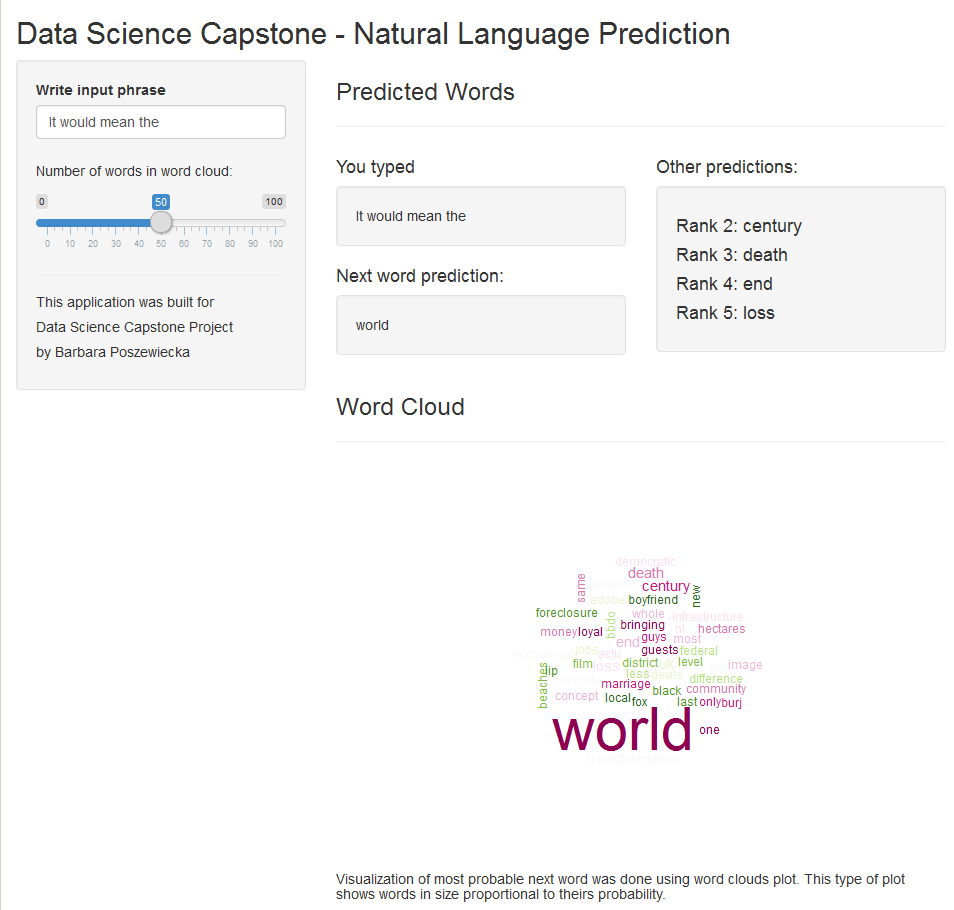 Data Science Capstone - Natural Language Prediction
Write input phrase
It would mean the
Number of words in word cloud:
0 50 100
0 10 20 30 40 50 60 70 80 90 100
This application was built for
Data Science Capstone Project
by Barbara Poszewiecka
Predicted Words
You typed
It would mean the
Next word prediction:
world
Other predictions:
Rank 2: century
Rank 3: death
Rank 4: end
Rank 5: loss
Word Cloud
democratic
death
same
century
adobe
boyfriend
new
foreclosure
bbdo
whole
infrastructure
bringing
nl
hectares
money
loyal
end
guys
most
jobs
aclu
guests
federal
occasional
film
loss
district
uk
level
act
image
lip
beaches
density
less
devils
difference
marriage
black
community
concept
local
fox
last
only
burj
world
one
transformation
Visualization of most probable next word was done using word clouds plot. This type of plot
shows words in size proportional to theirs probability.